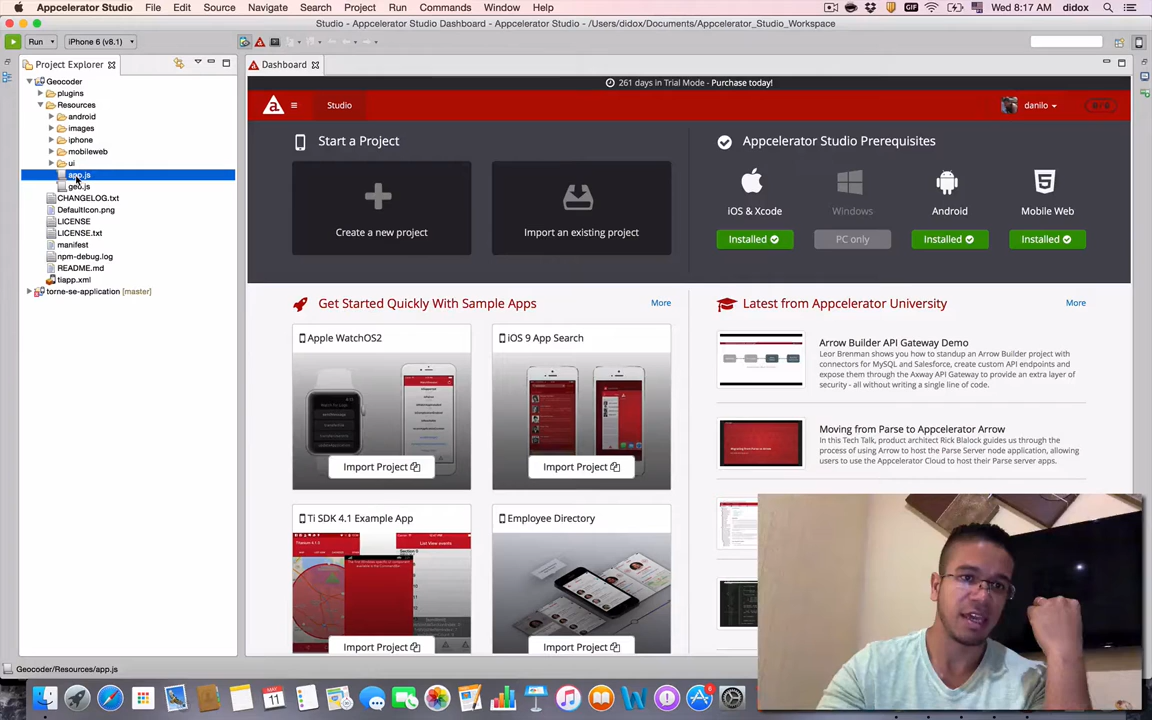 Appcelerator Studio File Edit Source Navigate Search Project Run Commands Window Help
Wed 8:17 AM didox
Studio - Appcelerator Studio Dashboard - Appcelerator Studio - /Users/didox/Documents/Appcelerator_Studio_Workspace
Run
iPhone 6 (v8.1)
Project Explorer
Geocoder
plugins
Resources
android
images
iphone
mobileweb
ui
app.js
geo.js
CHANGELOG.txt
DefaultIcon.png
LICENSE
LICENSE.txt
manifest
npm-debug.log
README.md
tiapp.xml
torne-se-application [master]
Dashboard
261 days in Trial Mode - Purchase today!
Studio
danilo
0 / 0
Start a Project
Create a new project
Import an existing project
Appcelerator Studio Prerequisites
iOS & Xcode
Windows
Android
Mobile Web
Installed
PC only
Installed
Installed
Get Started Quickly With Sample Apps
More
Apple WatchOS2
Import Project
iOS 9 App Search
Import Project
Ti SDK 4.1 Example App
Import Project
Employee Directory
Import Project
Latest from Appcelerator University
More
Arrow Builder API Gateway Demo
Leor Brenman shows you how to standup an Arrow Builder project with
connectors for MySQL and Salesforce, create custom API endpoints and
expose them through the Axway API Gateway to provide an extra layer of
security - all without writing a single line of code.
Moving from Parse to Appcelerator Arrow
In this Tech Talk, product architect Rick Blalock guides us through the
process of using Arrow to host the Parse Server node application, allowing
users to use the Appcelerator Cloud to host their Parse server apps.
Geocoder/Resources/app.js